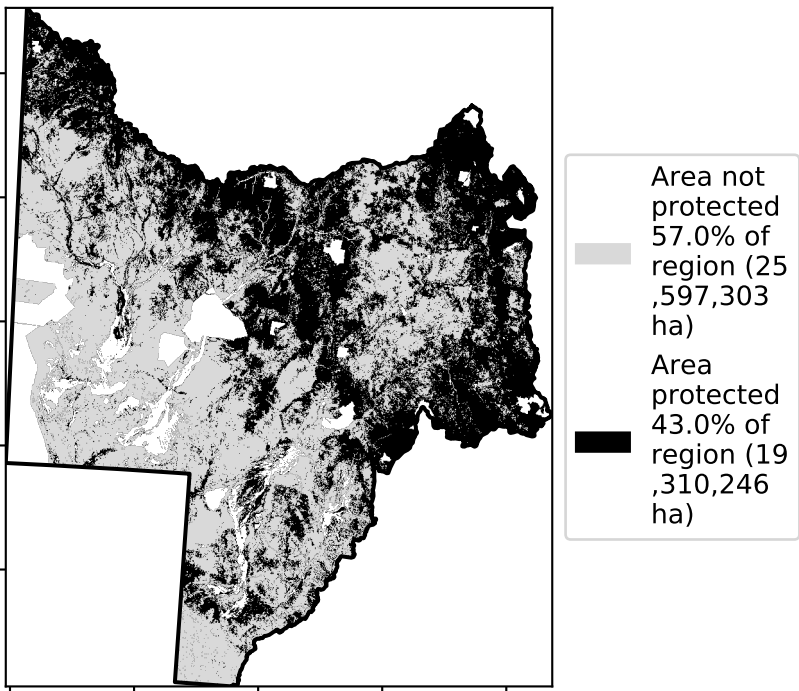 Area not
protected
57.0% of
region (25
,597,303
ha)
Area
protected
43.0% of
region (19
,310,246
ha)